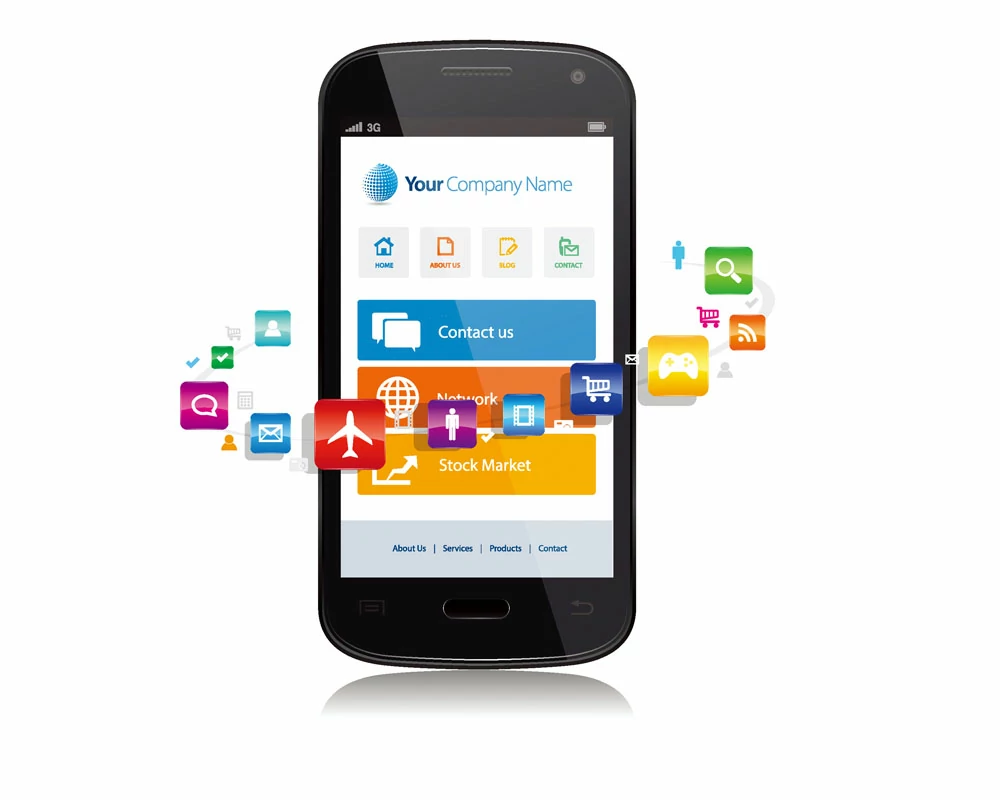 3G
Your Company Name
HOME
ABOUT US
BLOG
CONTACT
Contact us
Network
Stock Market
About Us | Services | Products | Contact